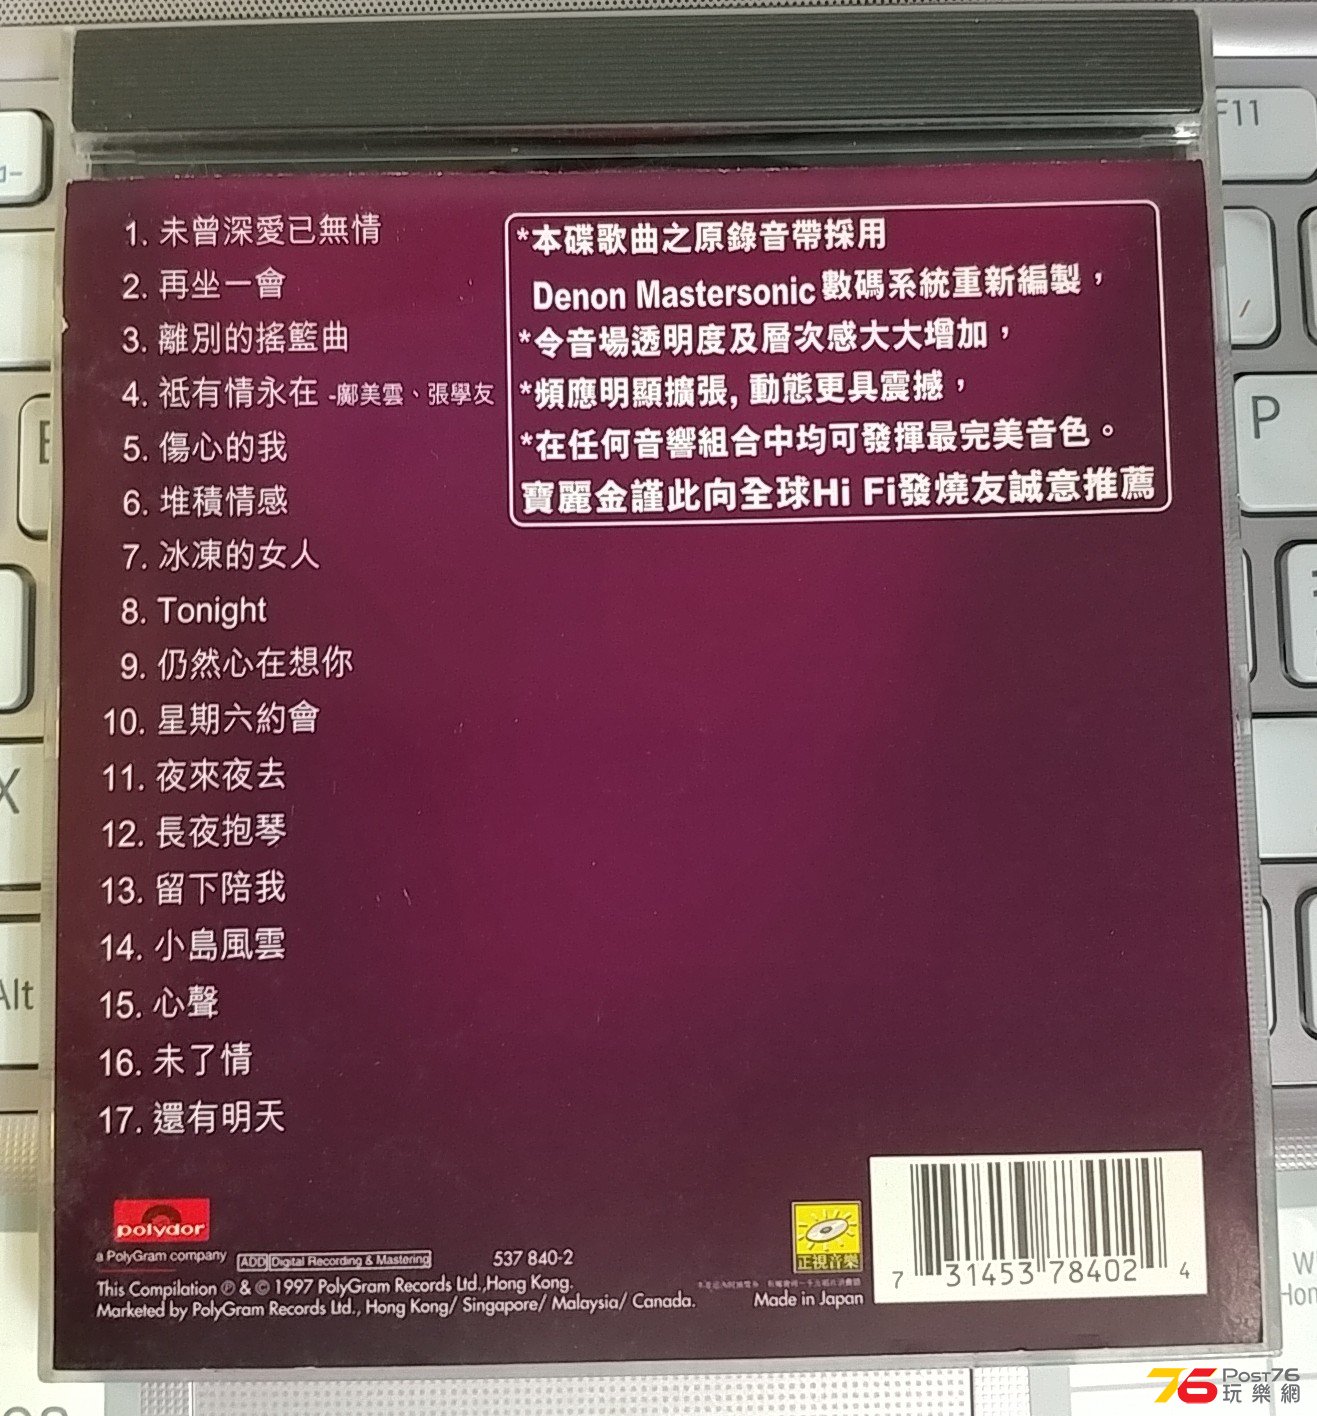 1. 未曾深愛已無情
2. 再坐一會
3. 離別的搖籃曲
4. 祗有情永在 -鄺美雲、張學友
5. 傷心的我
6. 堆積情感
7. 冰凍的女人
8. Tonight
9. 仍然心在想你
10. 星期六約會
11. 夜來夜去
12. 長夜抱琴
13. 留下陪我
14. 小島風雲
15. 心聲
16. 未了情
17. 還有明天
*本碟歌曲之原錄音帶採用
Denon Mastersonic 數碼系統重新編製，
*令音場透明度及層次感大大增加，
*頻應明顯擴張, 動態更具震撼，
*在任何音響組合中均可發揮最完美音色。
寶麗金謹此向全球Hi Fi發燒友誠意推薦
polydor
a PolyGram company
ADD Digital Recording & Mastering
537 840-2
This Compilation ℗ & © 1997 PolyGram Records Ltd.,Hong Kong.
Marketed by PolyGram Records Ltd., Hong Kong/ Singapore/ Malaysia/ Canada.
正視音樂
Made in Japan
7 31453 78402 4
F11
P
X
Alt
POST76
玩樂網